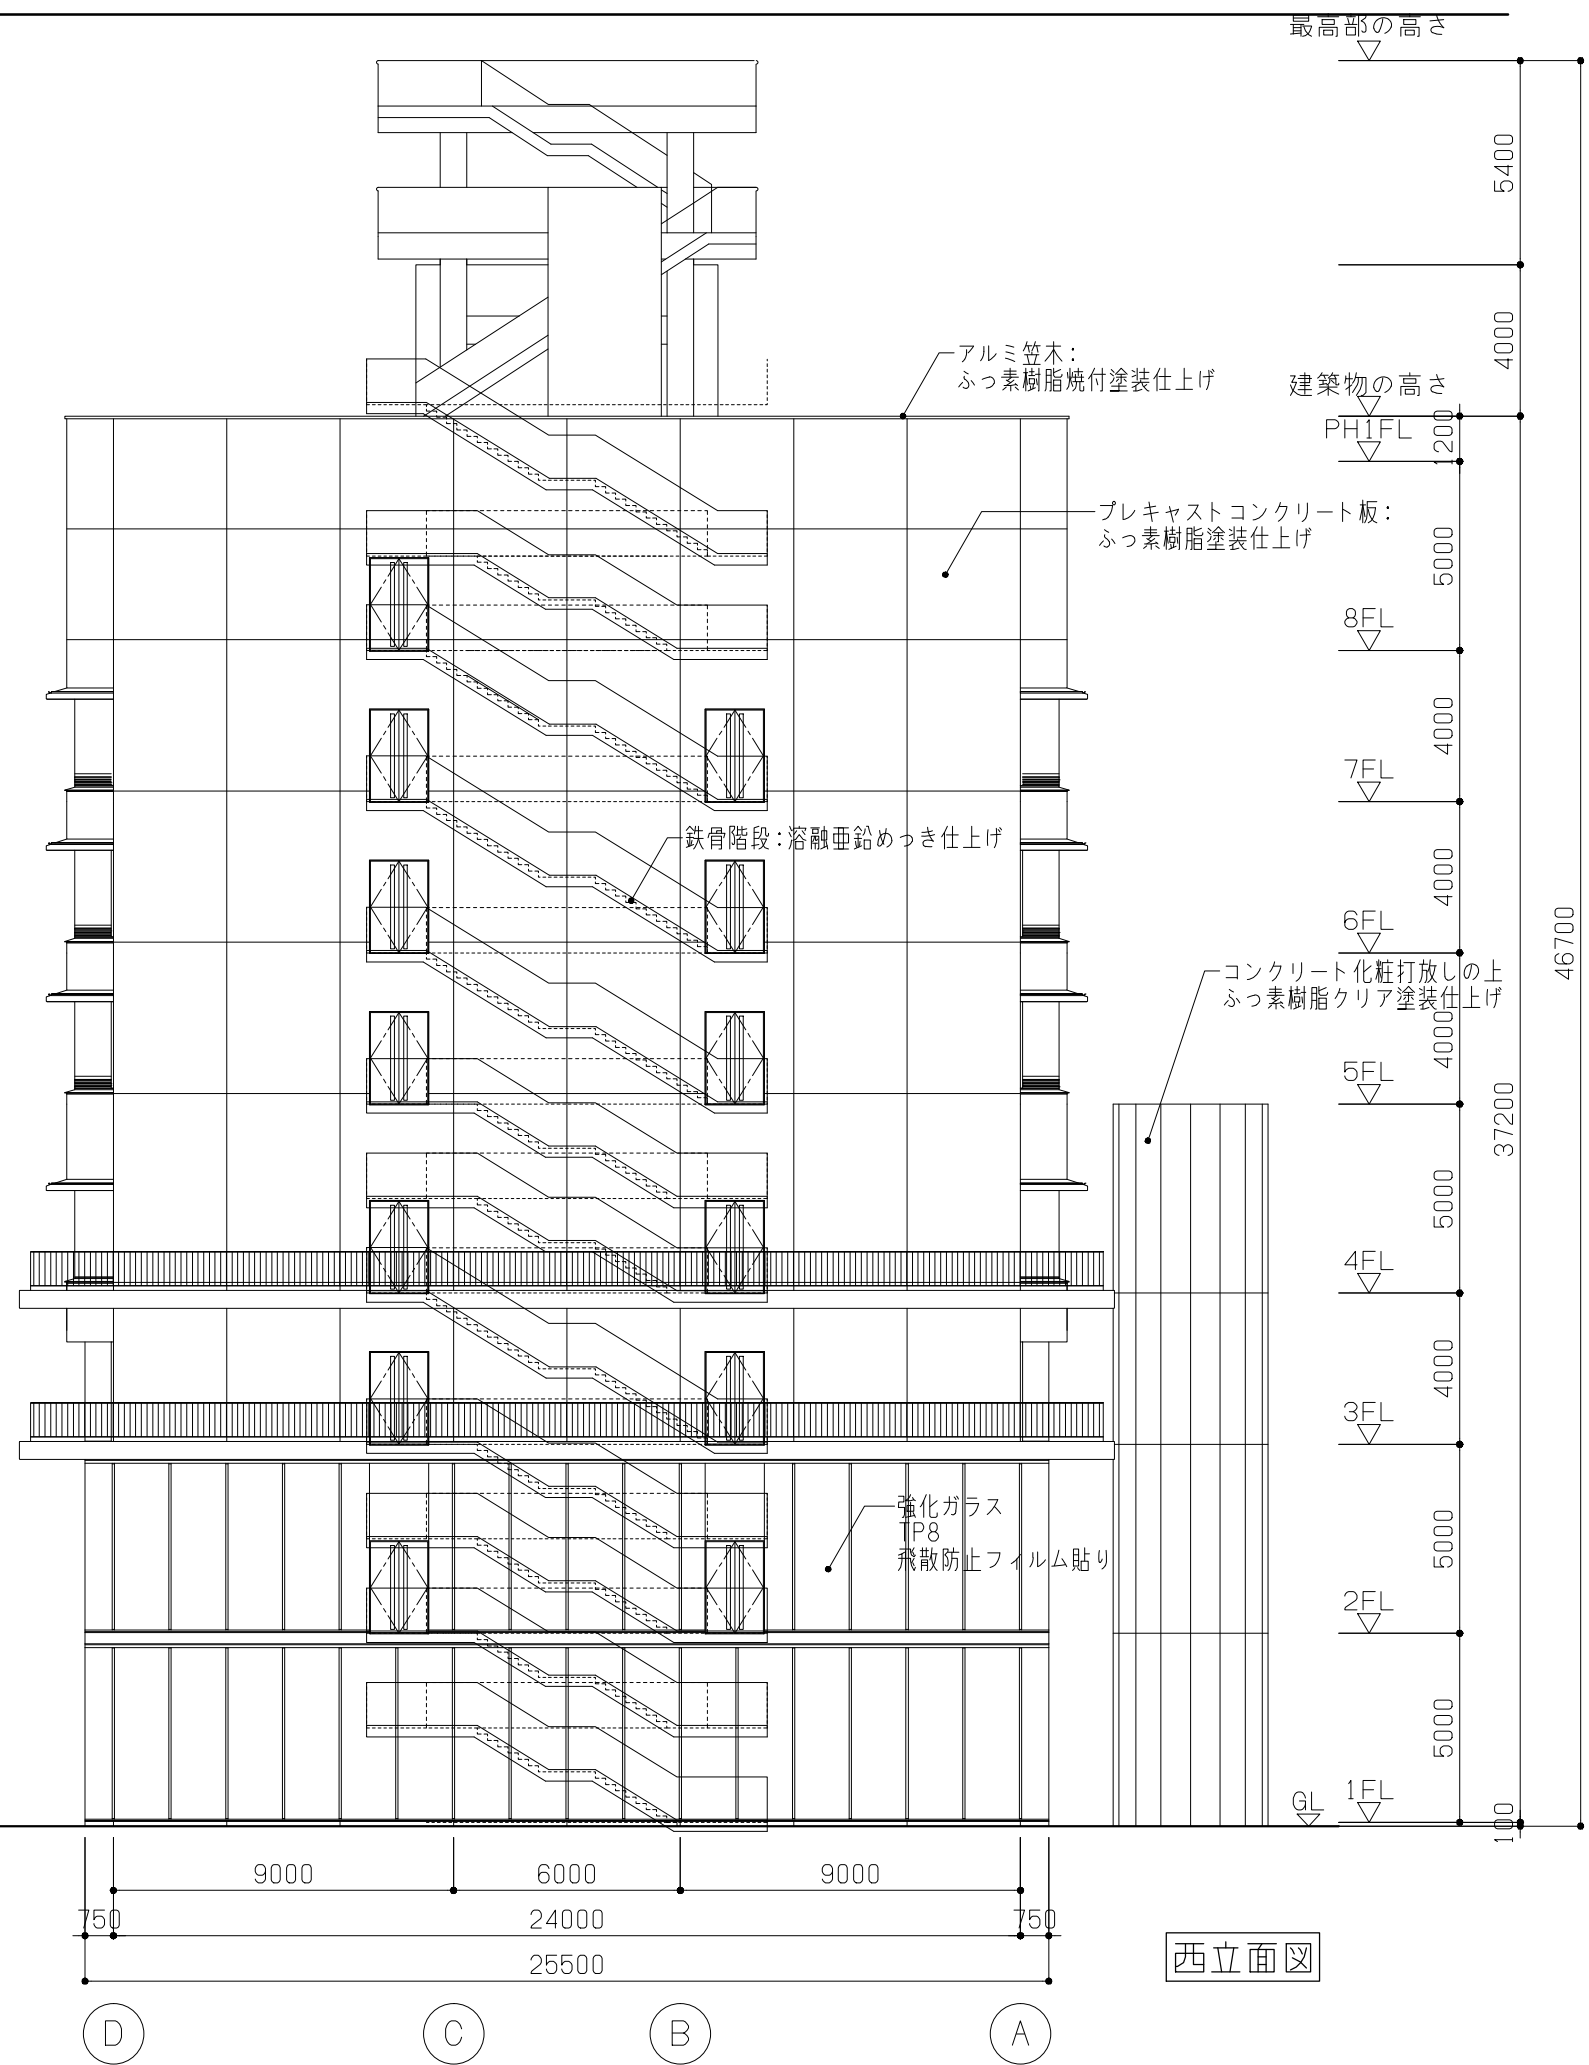 最高部の高さ
5400
4000
アルミ笠木：
ふっ素樹脂焼付塗装仕上げ
建築物の高さ
PH1FL
1200
プレキャストコンクリート板：
ふっ素樹脂塗装仕上げ
5000
8FL
4000
7FL
鉄骨階段：溶融亜鉛めっき仕上げ
4000
6FL
46700
コンクリート化粧打放しの上
ふっ素樹脂クリア塗装仕上げ
4000
5FL
37200
5000
4FL
4000
3FL
強化ガラス
TP8
飛散防止フィルム貼り
5000
2FL
5000
GL
1FL
100
9000
6000
9000
750
24000
750
25500
西立面図
D
C
B
A